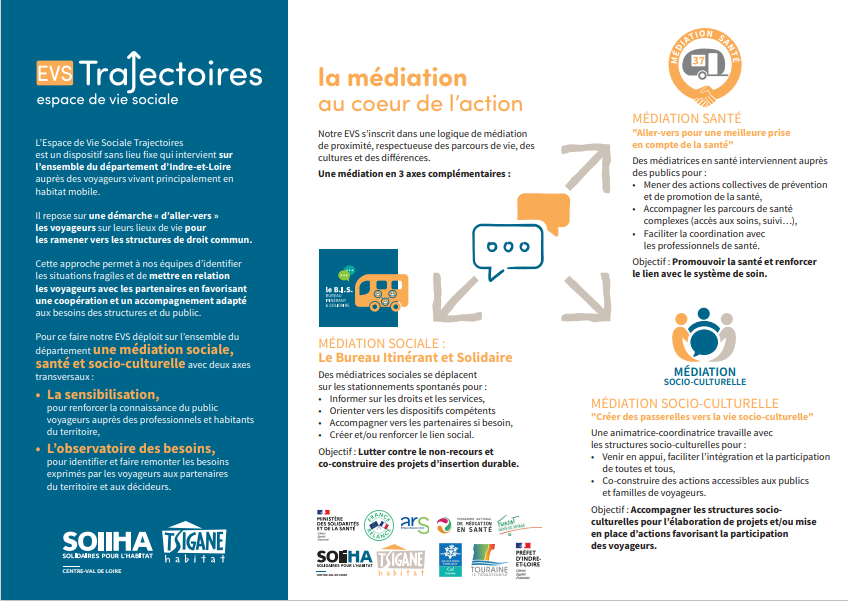 EVS Trajectoires
espace de vie sociale
L'Espace de Vie Sociale Trajectoires
est un dispositif sans lieu fixe qui intervient sur
l'ensemble du département d'Indre-et-Loire
auprès des voyageurs vivant principalement en
habitat mobile.
Il repose sur une démarche « d'aller-vers »
les voyageurs sur leurs lieux de vie pour
les ramener vers les structures de droit commun.
Cette approche permet à nos équipes d'identifier
les situations fragiles et de mettre en relation
les voyageurs avec les partenaires en favorisant
une coopération et un accompagnement adapté
aux besoins des structures et du public.
Pour ce faire notre EVS déploit sur l'ensemble du
département une médiation sociale,
santé et socio-culturelle avec deux axes
transversaux :
• La sensibilisation,
pour renforcer la connaissance du public
voyageurs auprès des professionnels et habitants
du territoire,
• L'observatoire des besoins,
pour identifier et faire remonter les besoins
exprimés par les voyageurs aux partenaires
du territoire et aux décideurs.
SOLIHA
SOLIDAIRES POUR L'HABITAT
CENTRE-VAL DE LOIRE
TSIGANE
habitat
la médiation
au coeur de l'action
Notre EVS s'inscrit dans une logique de médiation
de proximité, respectueuse des parcours de vie, des
cultures et des différences.
Une médiation en 3 axes complémentaires :
le B.I.S.
BUREAU
ITINÉRANT
& SOLIDAIRE
MÉDIATION SOCIALE :
Le Bureau Itinérant et Solidaire
Des médiatrices sociales se déplacent
sur les stationnements spontanés pour :
• Informer sur les droits et les services,
• Orienter vers les dispositifs compétents
• Accompagner vers les partenaires si besoin,
• Créer et/ou renforcer le lien social.
Objectif : Lutter contre le non-recours et
co-construire des projets d'insertion durable.
MINISTÈRE
DES SOLIDARITÉS
ET DE LA SANTÉ
FRANCE
RELANCE
ars
PROGRAMME NATIONAL
DE MÉDIATION
EN SANTÉ
SOLIHA
SOLIDAIRES POUR L'HABITAT
TSIGANE
habitat
Caf
TOURAINE
LE DÉPARTEMENT
PRÉFET
D'INDRE-
ET-LOIRE
MÉDIATION SANTÉ
37
MÉDIATION SANTÉ
"Aller-vers pour une meilleure prise
en compte de la santé"
Des médiatrices en santé interviennent auprès
des publics pour :
• Mener des actions collectives de prévention
et de promotion de la santé,
• Accompagner les parcours de santé
complexes (accès aux soins, suivi...),
• Faciliter la coordination avec
les professionnels de santé.
Objectif : Promouvoir la santé et renforcer
le lien avec le système de soin.
MÉDIATION
SOCIO-CULTURELLE
MÉDIATION SOCIO-CULTURELLE
"Créer des passerelles vers la vie socio-culturelle"
Une animatrice-coordinatrice travaille avec
les structures socio-culturelles pour :
• Venir en appui, faciliter l'intégration et la participation
de toutes et tous,
• Co-construire des actions accessibles aux publics
et familles de voyageurs.
Objectif : Accompagner les structures socio-
culturelles pour l'élaboration de projets et/ou mise
en place d'actions favorisant la participation
des voyageurs.